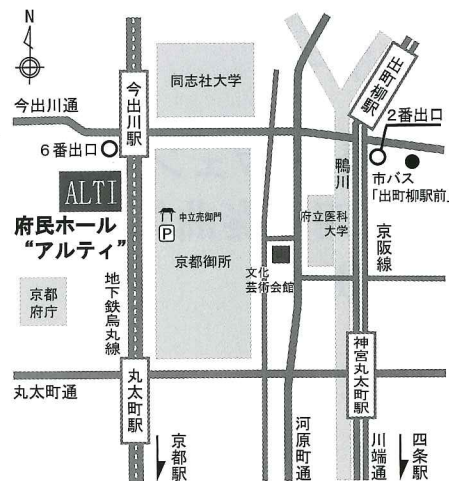 N
同志社大学
今出川通
今出川駅
出町柳駅
2番出口
6番出口
鴨川
市バス
「出町柳駅前」
ALTI
中立売御門
P
府立医科
大学
府民ホール
“アルティ”
京都御所
京阪線
文化
芸術会館
京都
府庁
地下鉄烏丸線
丸太町通
丸太町駅
神宮丸太町駅
京都駅
河原町通
川端通
四条駅